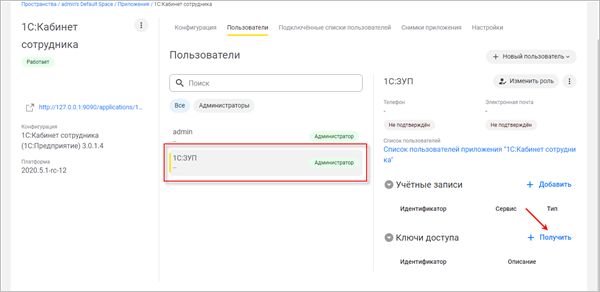 Пространства / admin's Default Space / Приложения / 1С:Кабинет сотрудника
1С:Кабинет
сотрудника
Работает
http://127.0.0.1:9090/applications/1...
Конфигурация
1С:Кабинет сотрудника
(1С:Предприятие) 3.0.1.4
Платформа
2020.5.1-rc-12
Конфигурация Пользователи Подключённые списки пользователей Снимки приложения Настройки
Пользователи
+ Новый пользователь
Поиск
Все Администраторы
admin
–
Администратор
1С:ЗУП
–
Администратор
1С:ЗУП
Изменить роль
Телефон Электронная почта
- -
Не подтверждён Не подтверждён
Список пользователей
Список пользователей приложения "1С:Кабинет сотрудни
ка"
Учётные записи + Добавить
Идентификатор Сервис Тип
Ключи доступа + Получить
Идентификатор Описание